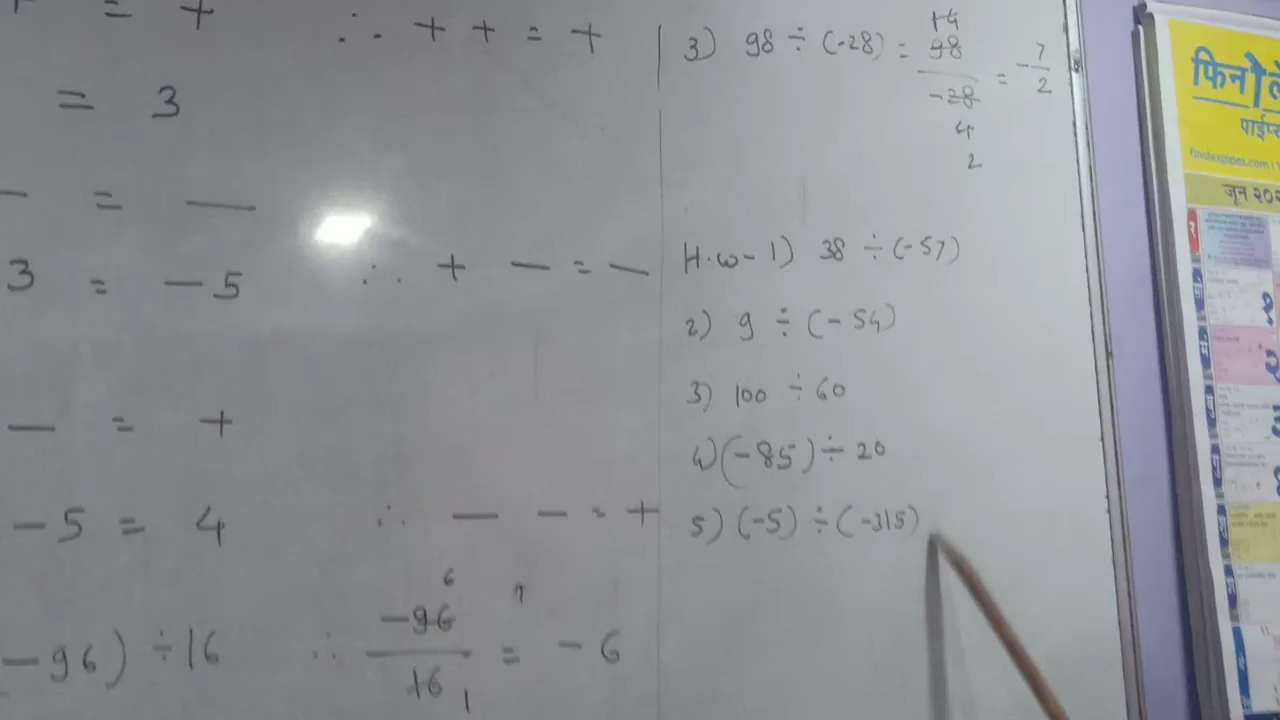 = +
∴ + + = +
= 3
— = —
3 = -5
∴ + — = —
— = +
-5 = 4
∴ — — = +
-96) ÷ 16
∴ -96/16 = -6
6
1
3) 98 ÷ (-28) = 98/-28 = -7/2
14
4
2
H.W-1) 38 ÷ (-57)
2) 9 ÷ (-54)
3) 100 ÷ 60
4) (-85) ÷ 20
5) (-5) ÷ (-315)
पाईप्स
finolexpipes.com
जून
र
सो
मं
बु
गु